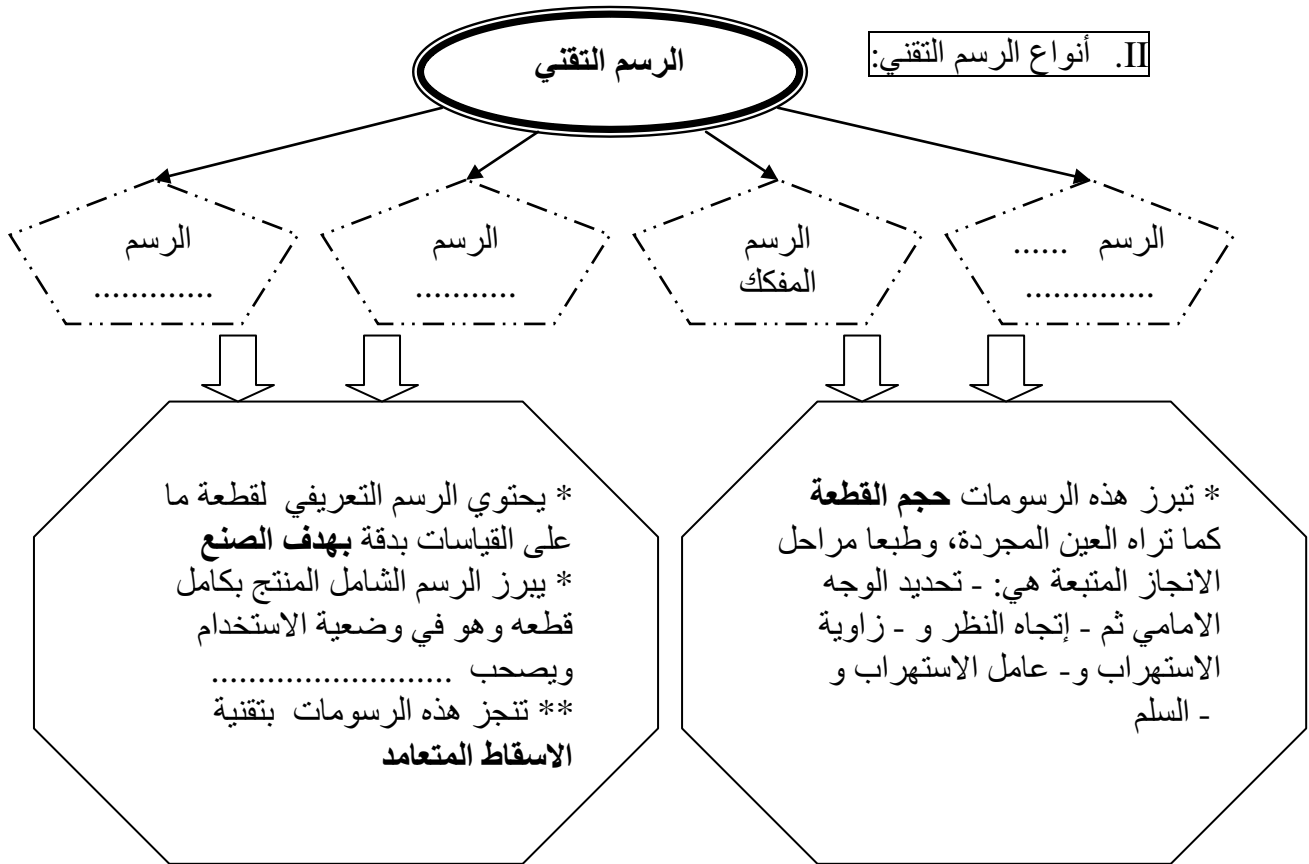 II. أنواع الرسم التقني:
الرسم التقني
الرسم ......
..............
الرسم
المفكك
الرسم
...........
الرسم
.............
* تبرز هذه الرسومات حجم القطعة
كما تراه العين المجردة، وطبعا مراحل
الانجاز المتبعة هي: - تحديد الوجه
الامامي ثم - إتجاه النظر و - زاوية
الاستهراب و- عامل الاستهراب و
- السلم
* يحتوي الرسم التعريفي لقطعة ما
على القياسات بدقة بهدف الصنع
* يبرز الرسم الشامل المنتج بكامل
قطعه وهو في وضعية الاستخدام
ويصحب ..........................
** تنجز هذه الرسومات بتقنية
الاسقاط المتعامد